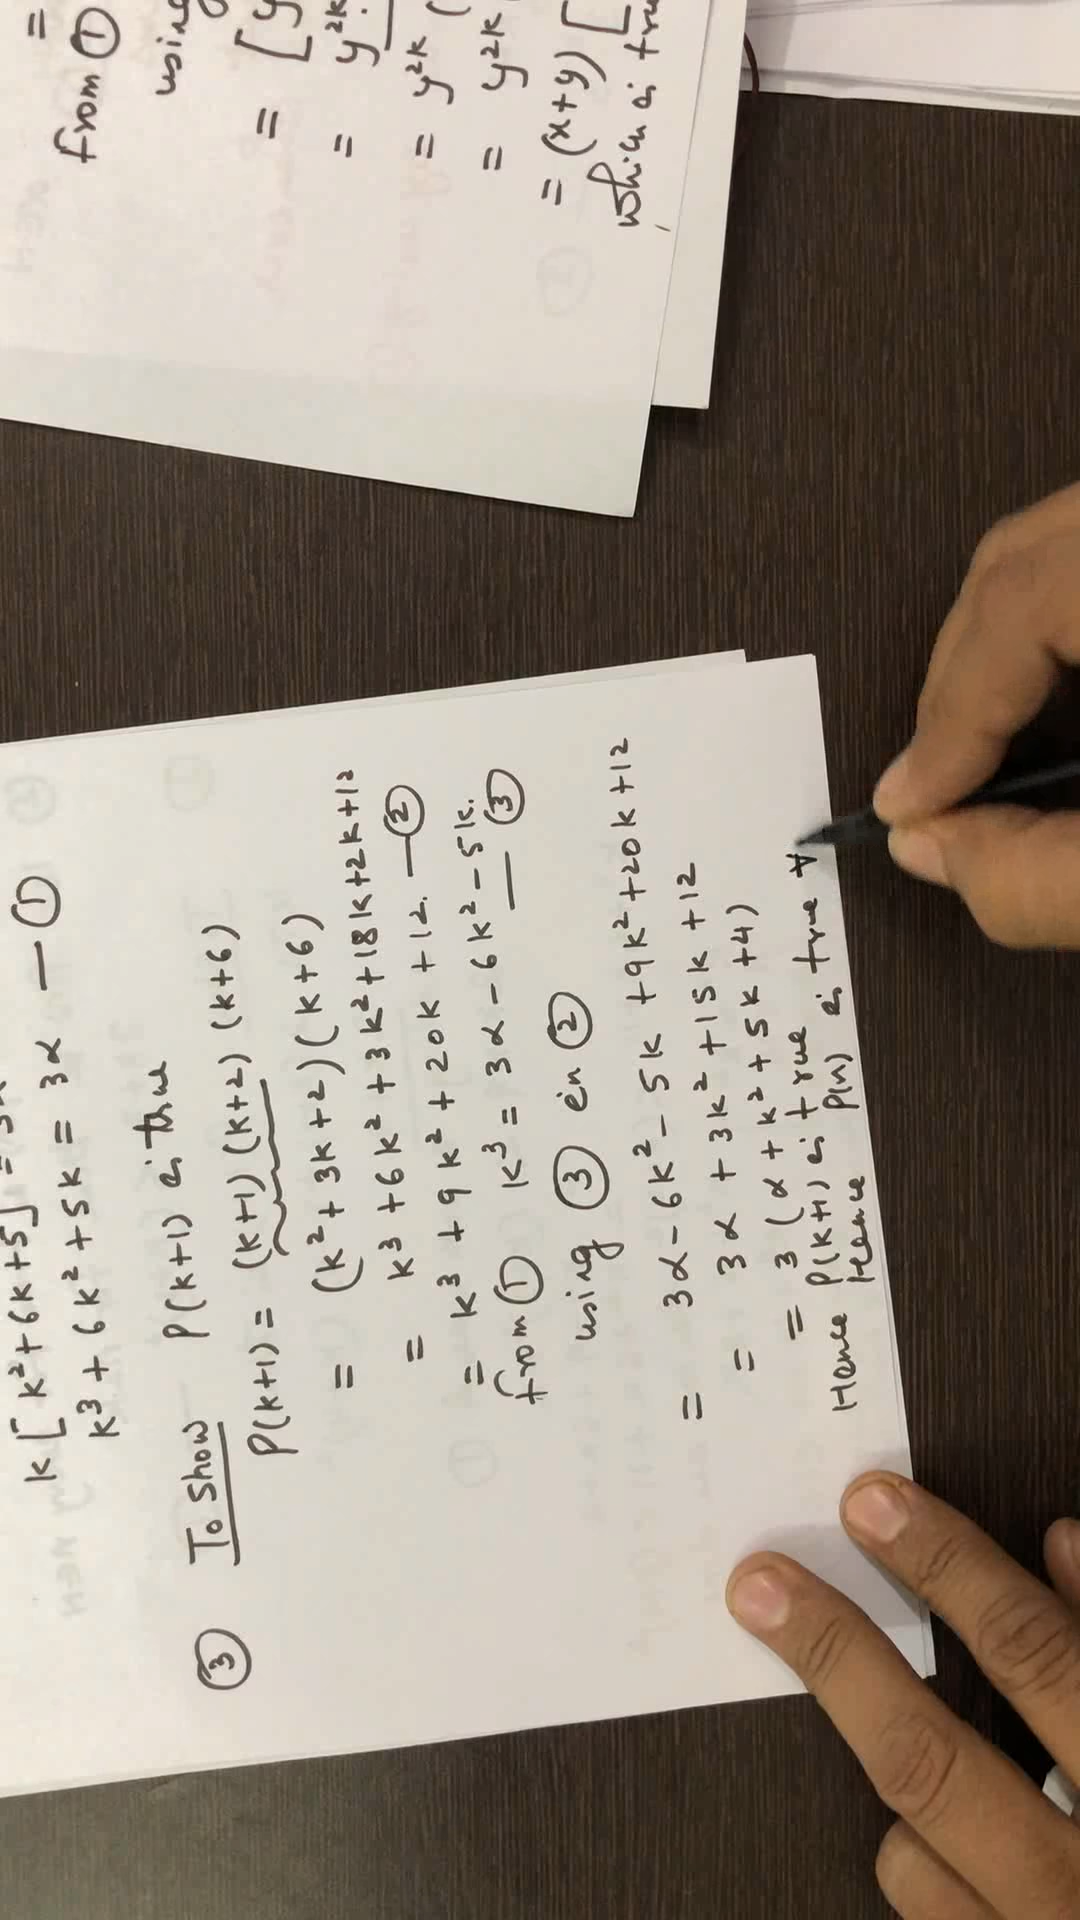 =
from ①
using
= [y
= y^2k.
= y^2k (
= y^2k
= (x+y) [
which is true
k[k²+6k+5] = 3
k³+6k²+5k = 3α — ①
③ To Show P(k+1) is true
P(k+1) = (k+1)(k+2)(k+6)
= (k²+3k+2)(k+6)
= k³+6k²+3k²+18k+2k+12
= k³+9k²+20k+12. — ②
from ① k³ = 3α-6k²-5k. — ③
using ③ in ②
= 3α-6k²-5k+9k²+20k+12
= 3α+3k²+15k+12
= 3(α+k²+5k+4)
Hence P(k+1) is true
Hence P(n) is true ∀